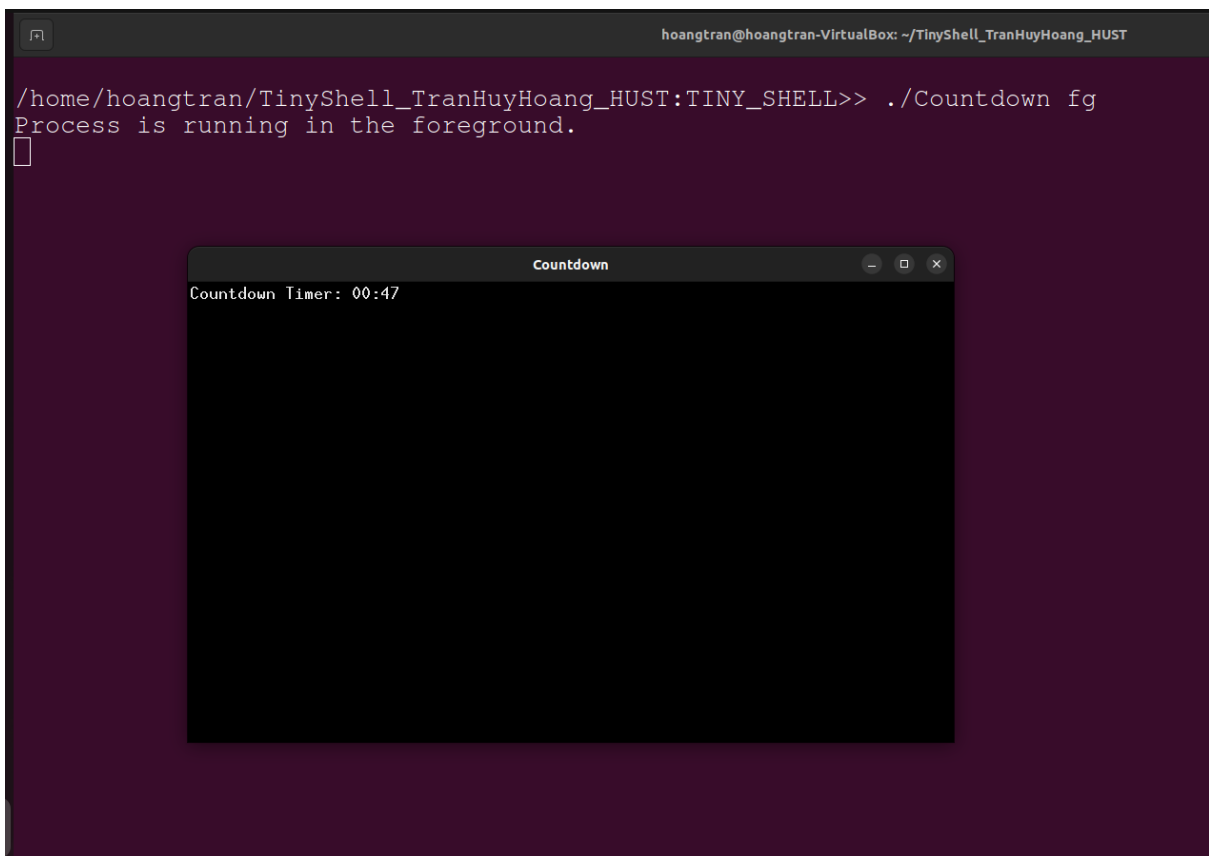 hoangtran@hoangtran-VirtualBox: ~/TinyShell_TranHuyHoang_HUST
/home/hoangtran/TinyShell_TranHuyHoang_HUST:TINY_SHELL>> ./Countdown fg
Process is running in the foreground.
Countdown
Countdown Timer: 00:47